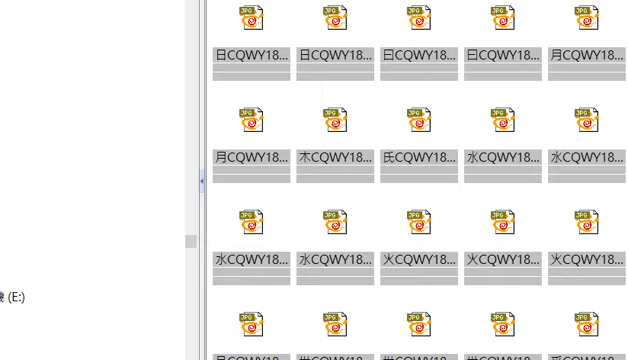 JPG JPG JPG JPG JPG
日CQWY18... 日CQWY18... 曰CQWY18... 曰CQWY18... 月CQWY18...
JPG JPG JPG JPG JPG
月CQWY18... 木CQWY18... 氏CQWY18... 水CQWY18... 水CQWY18...
JPG JPG JPG JPG JPG
水CQWY18... 水CQWY18... 火CQWY18... 火CQWY18... 火CQWY18...
(E:)
JPG JPG JPG JPG JPG